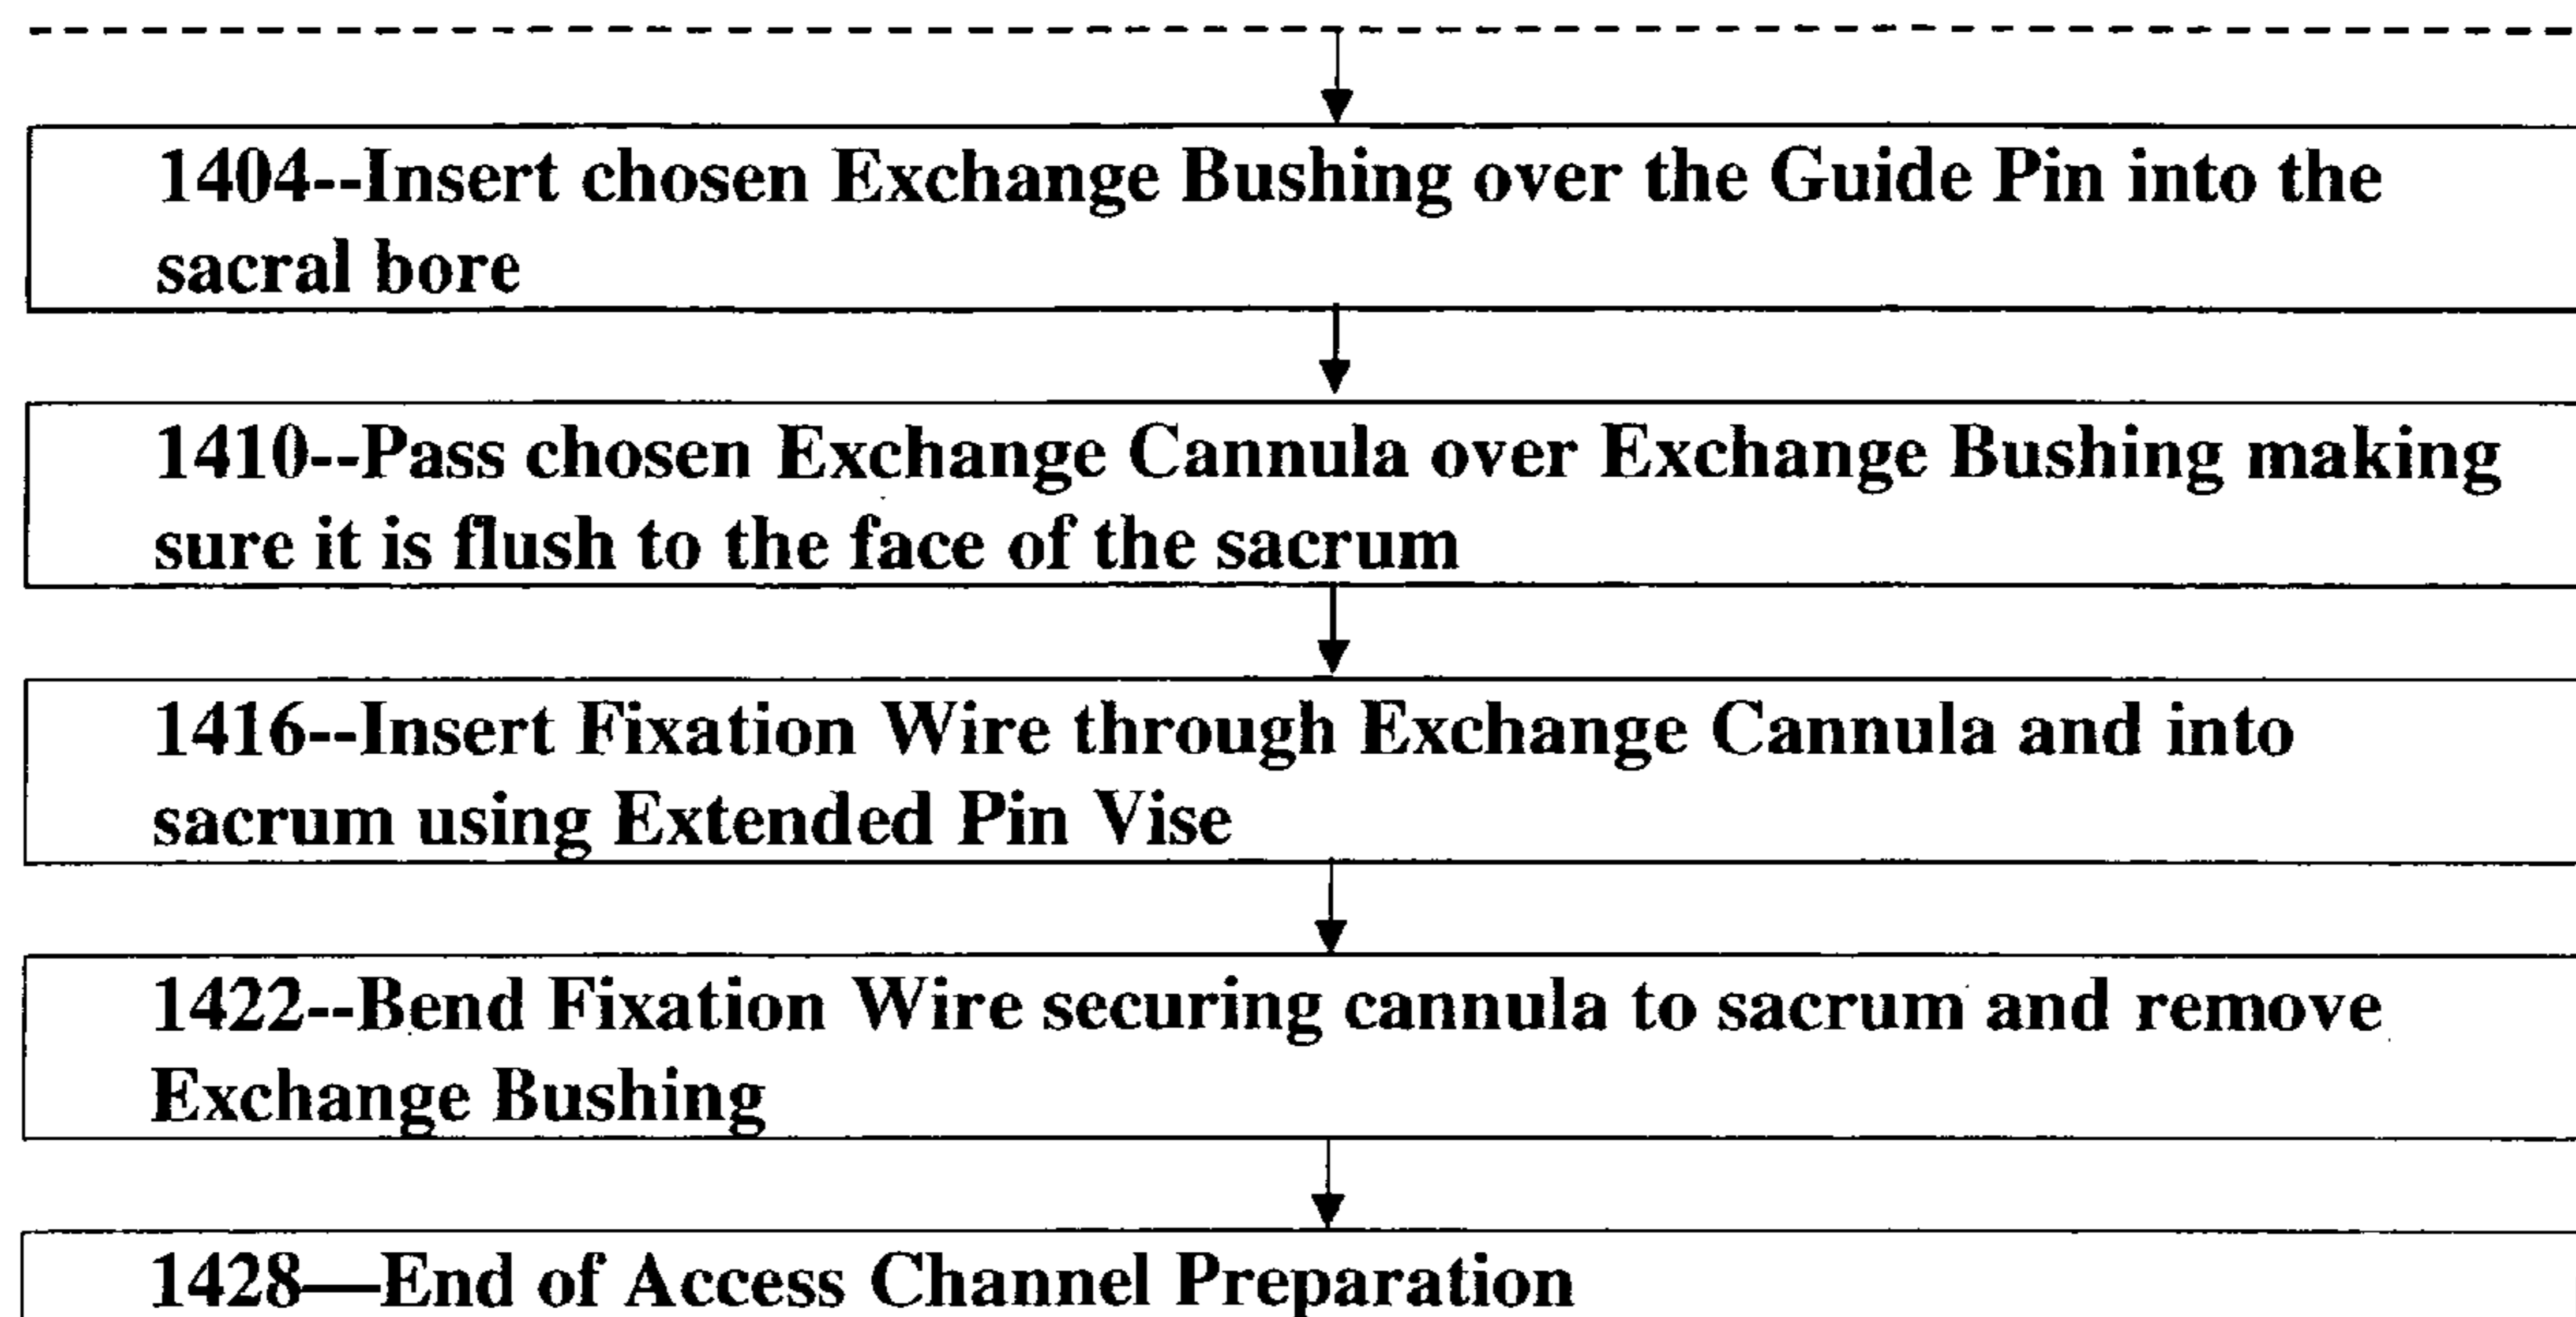 1404--Insert chosen Exchange Bushing over the Guide Pin into the
sacral bore
1410--Pass chosen Exchange Cannula over Exchange Bushing making
sure it is flush to the face of the sacrum
1416--Insert Fixation Wire through Exchange Cannula and into
sacrum using Extended Pin Vise
1422--Bend Fixation Wire securing cannula to sacrum and remove
Exchange Bushing
1428—End of Access Channel Preparation